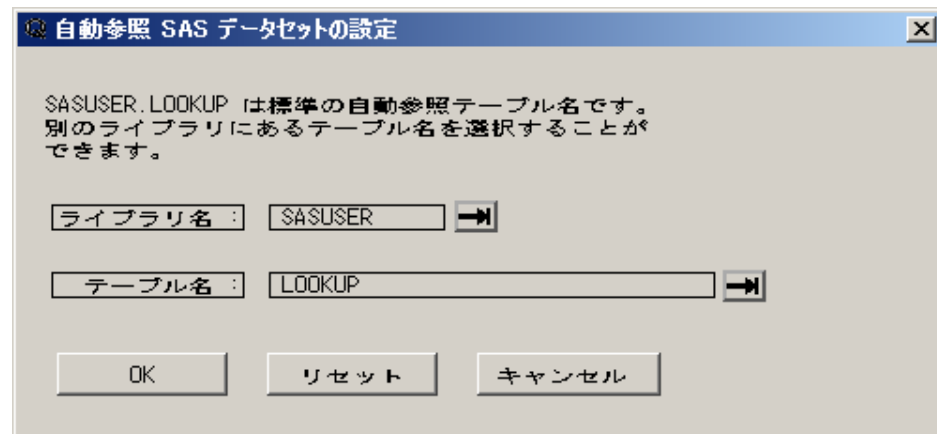 自動参照 SAS データセットの設定
SASUSER.LOOKUP は標準の自動参照テーブル名です。
別のライブラリにあるテーブル名を選択することが
できます。
ライブラリ名 : SASUSER
テーブル名 : LOOKUP
OK リセット キャンセル